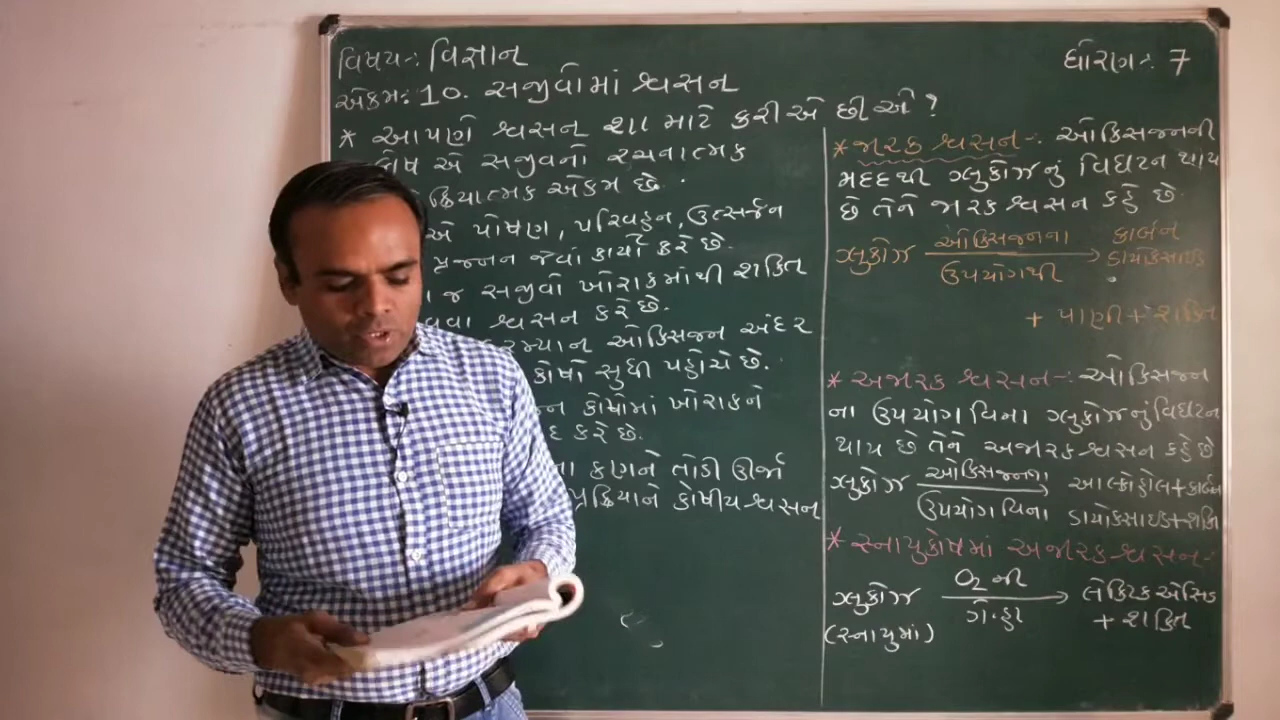 વિષય:- વિજ્ઞાન
ધોરણ:- 7
એકમ: 10. સજીવોમાં શ્વસન
* આપણે શ્વસન શા માટે કરીએ છીએ ?
કોષ એ સજીવનો રચનાત્મક
ક્રિયાત્મક એકમ છે.
એ પોષણ, પરિવહન, ઉત્સર્જન
પ્રજનન જેવાં કાર્યો કરે છે.
જ સજીવો ખોરાકમાંથી શક્તિ
શ્વસન કરે છે.
ઓક્સિજન અંદર
કોષો સુધી પહોંચે છે.
કોષોમાં ખોરાકને
કરે છે.
કણને તોડી ઊર્જા
પ્રક્રિયાને કોષીય શ્વસન
* જારક શ્વસન:- ઓક્સિજનની
મદદથી ગ્લુકોઝનું વિઘટન થાય
છે તેને જારક શ્વસન કહે છે
ગ્લુકોઝ ઓક્સિજનના ઉપયોગથી → કાર્બન ડાયોક્સાઇડ
+ પાણી + શક્તિ
* અજારક શ્વસન:- ઓક્સિજન
ના ઉપયોગ વિના ગ્લુકોઝનું વિઘટન
થાય છે તેને અજારક શ્વસન કહે છે
ગ્લુકોઝ ઓક્સિજનના → આલ્કોહોલ + કાર્બન
ઉપયોગ વિના ડાયોક્સાઇડ + શક્તિ
* સ્નાયુકોષમાં અજારક શ્વસન:-
ગ્લુકોઝ O₂ ની → લેક્ટિક એસિડ
(સ્નાયુમાં) ગે.હા + શક્તિ